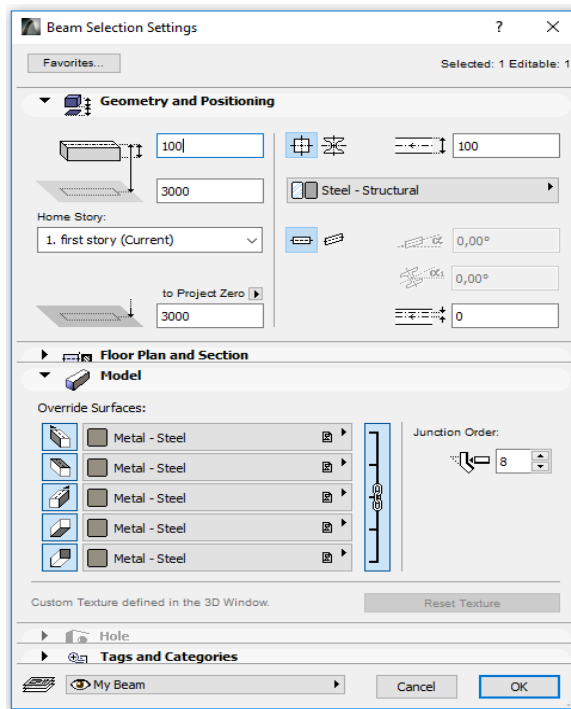 Beam Selection Settings
Favorites...
Selected: 1 Editable: 1
Geometry and Positioning
100
100
3000
Steel - Structural
Home Story:
1. first story (Current)
α 0,00°
α1 0,00°
to Project Zero
3000
0
Floor Plan and Section
Model
Override Surfaces:
Junction Order:
Metal - Steel
8
Metal - Steel
Metal - Steel
Metal - Steel
Metal - Steel
Custom Texture defined in the 3D Window.
Reset Texture
Hole
Tags and Categories
My Beam
Cancel
OK